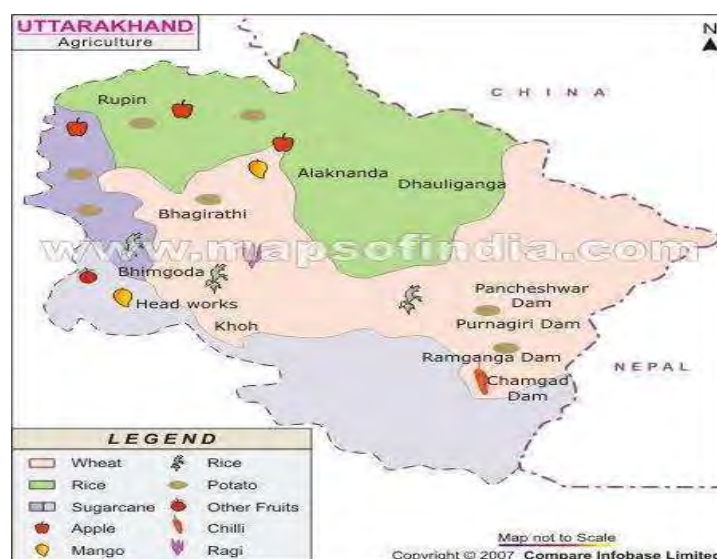 UTTARAKHAND
Agriculture
N
CHINA
Rupin
Alaknanda
Dhauliganga
Bhagirathi
www.mapsofindia.com
Bhimgoda
Head works
Khoh
Pancheshwar
Dam
Purnagiri Dam
Ramganga Dam
Chamgad
Dam
NEPAL
LEGEND
Wheat
Rice
Rice
Potato
Sugarcane
Other Fruits
Apple
Chilli
Mango
Ragi
Map not to Scale
Copyright © 2007 Compare Infobase Limited